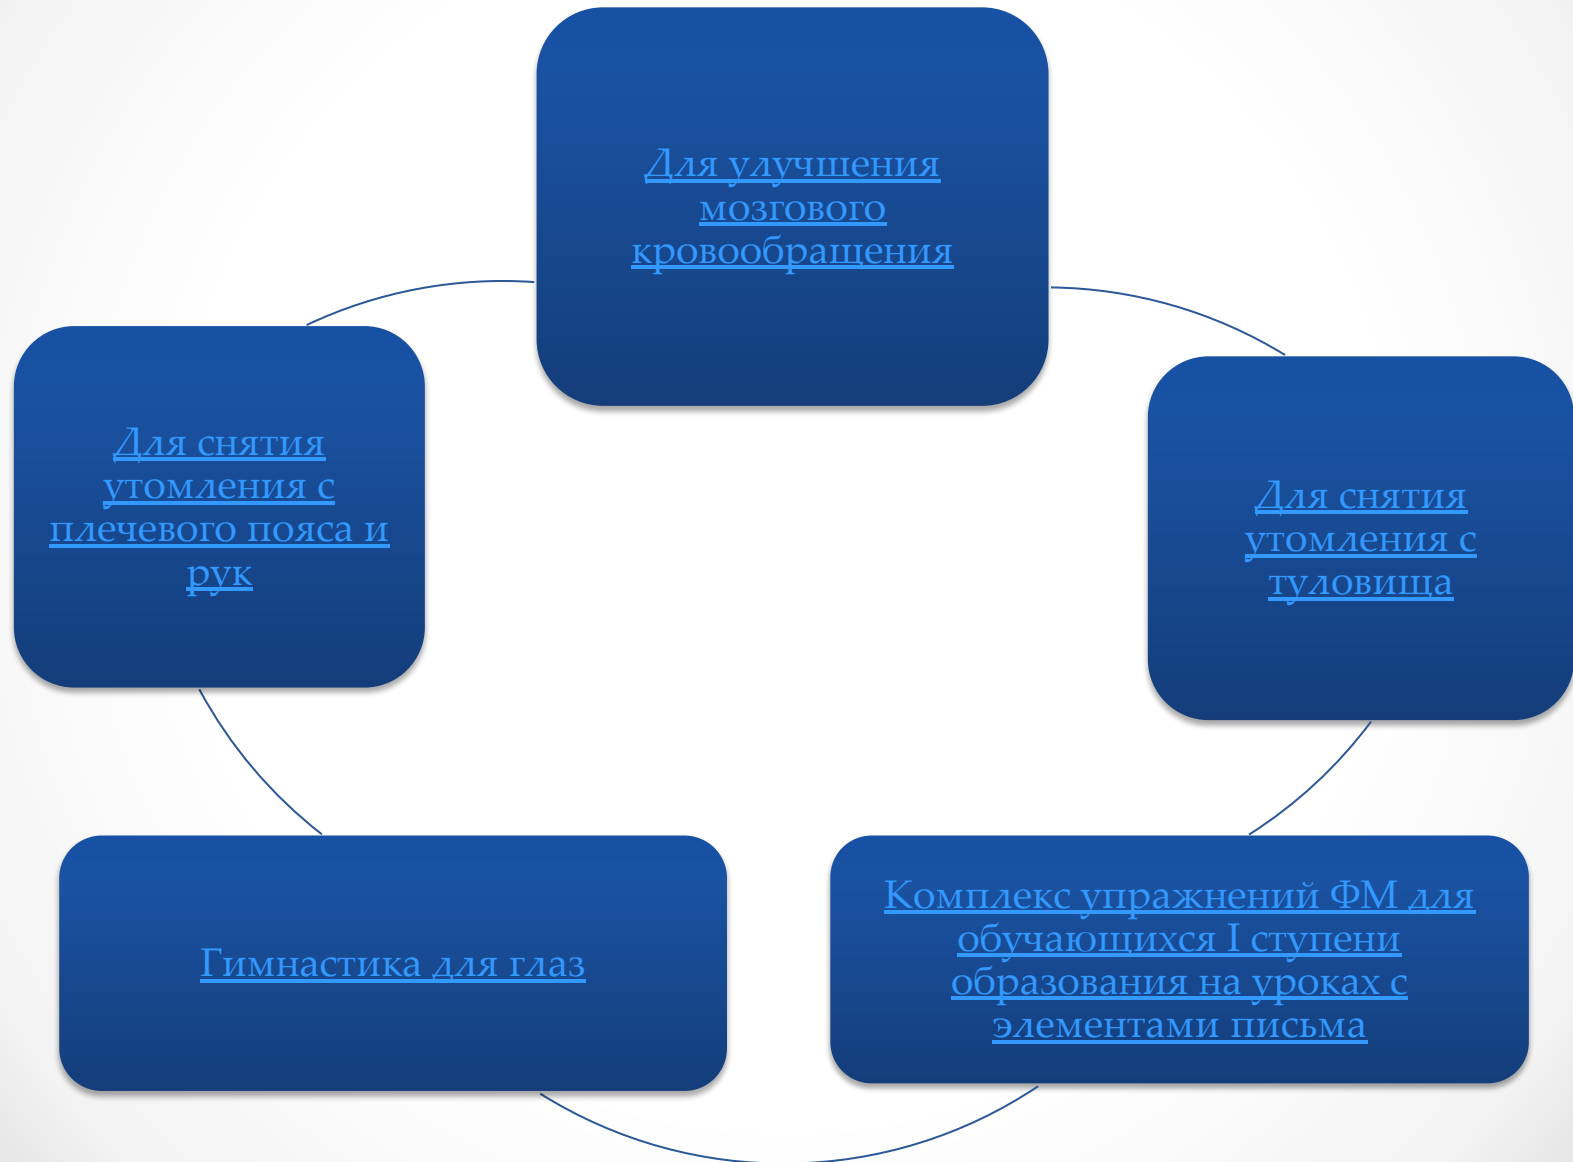 Для улучшения
мозгового
кровообращения
Для снятия
утомления с
плечевого пояса и
рук
Для снятия
утомления с
туловища
Гимнастика для глаз
Комплекс упражнений ФМ для
обучающихся I ступени
образования на уроках с
элементами письма